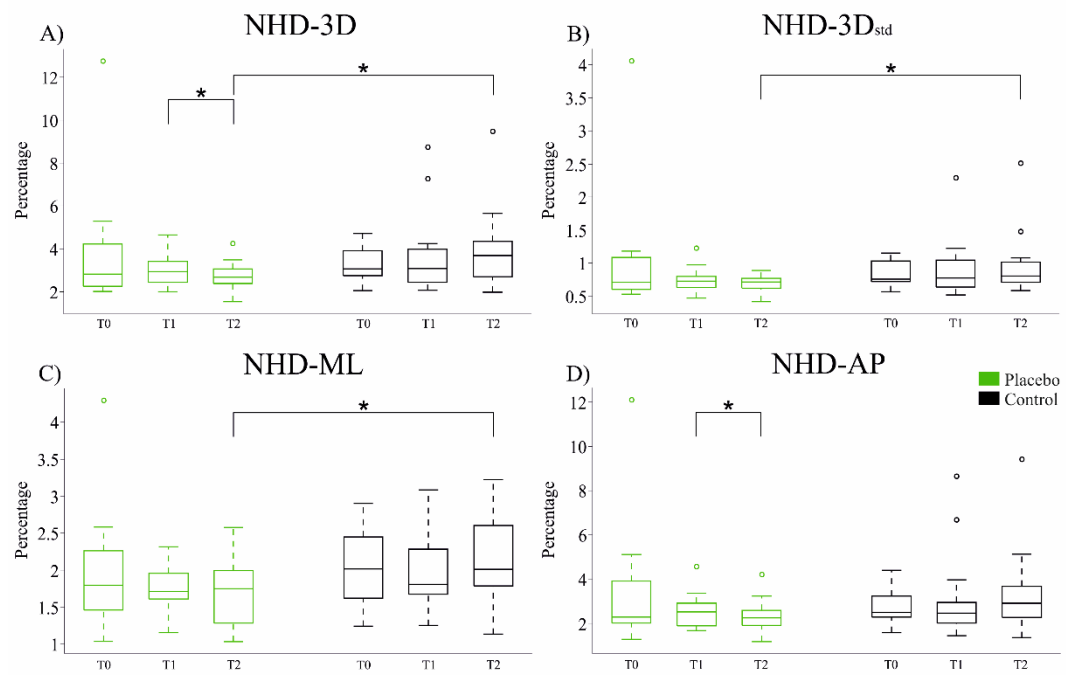 A) NHD-3D
*
*
12
10
8
6
4
2
Percentage
T0 T1 T2 T0 T1 T2
B) NHD-3Dstd
*
4
3.5
3
2.5
2
1.5
1
0.5
Percentage
T0 T1 T2 T0 T1 T2
C) NHD-ML
*
4
3.5
3
2.5
2
1.5
1
Percentage
T0 T1 T2 T0 T1 T2
D) NHD-AP
Placebo
Control
*
12
10
8
6
4
2
Percentage
T0 T1 T2 T0 T1 T2